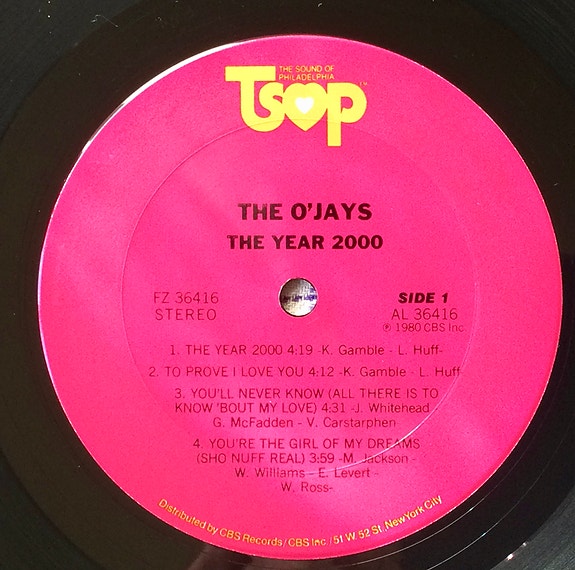 THE SOUND OF
PHILADELPHIA
TSOP™
THE O'JAYS
THE YEAR 2000
FZ 36416
STEREO
SIDE 1
AL 36416
℗ 1980 CBS Inc
1. THE YEAR 2000 4:19 -K. Gamble - L. Huff-
2. TO PROVE I LOVE YOU 4:12 -K. Gamble - L. Huff-
3. YOU'LL NEVER KNOW (ALL THERE IS TO
KNOW 'BOUT MY LOVE) 4:31 -J. Whitehead
G. McFadden - V. Carstarphen
4. YOU'RE THE GIRL OF MY DREAMS
(SHO NUFF REAL) 3:59 -M. Jackson -
W. Williams - E. Levert -
W. Ross-
Distributed by CBS Records / CBS Inc. / 51 W. 52 St. New York City